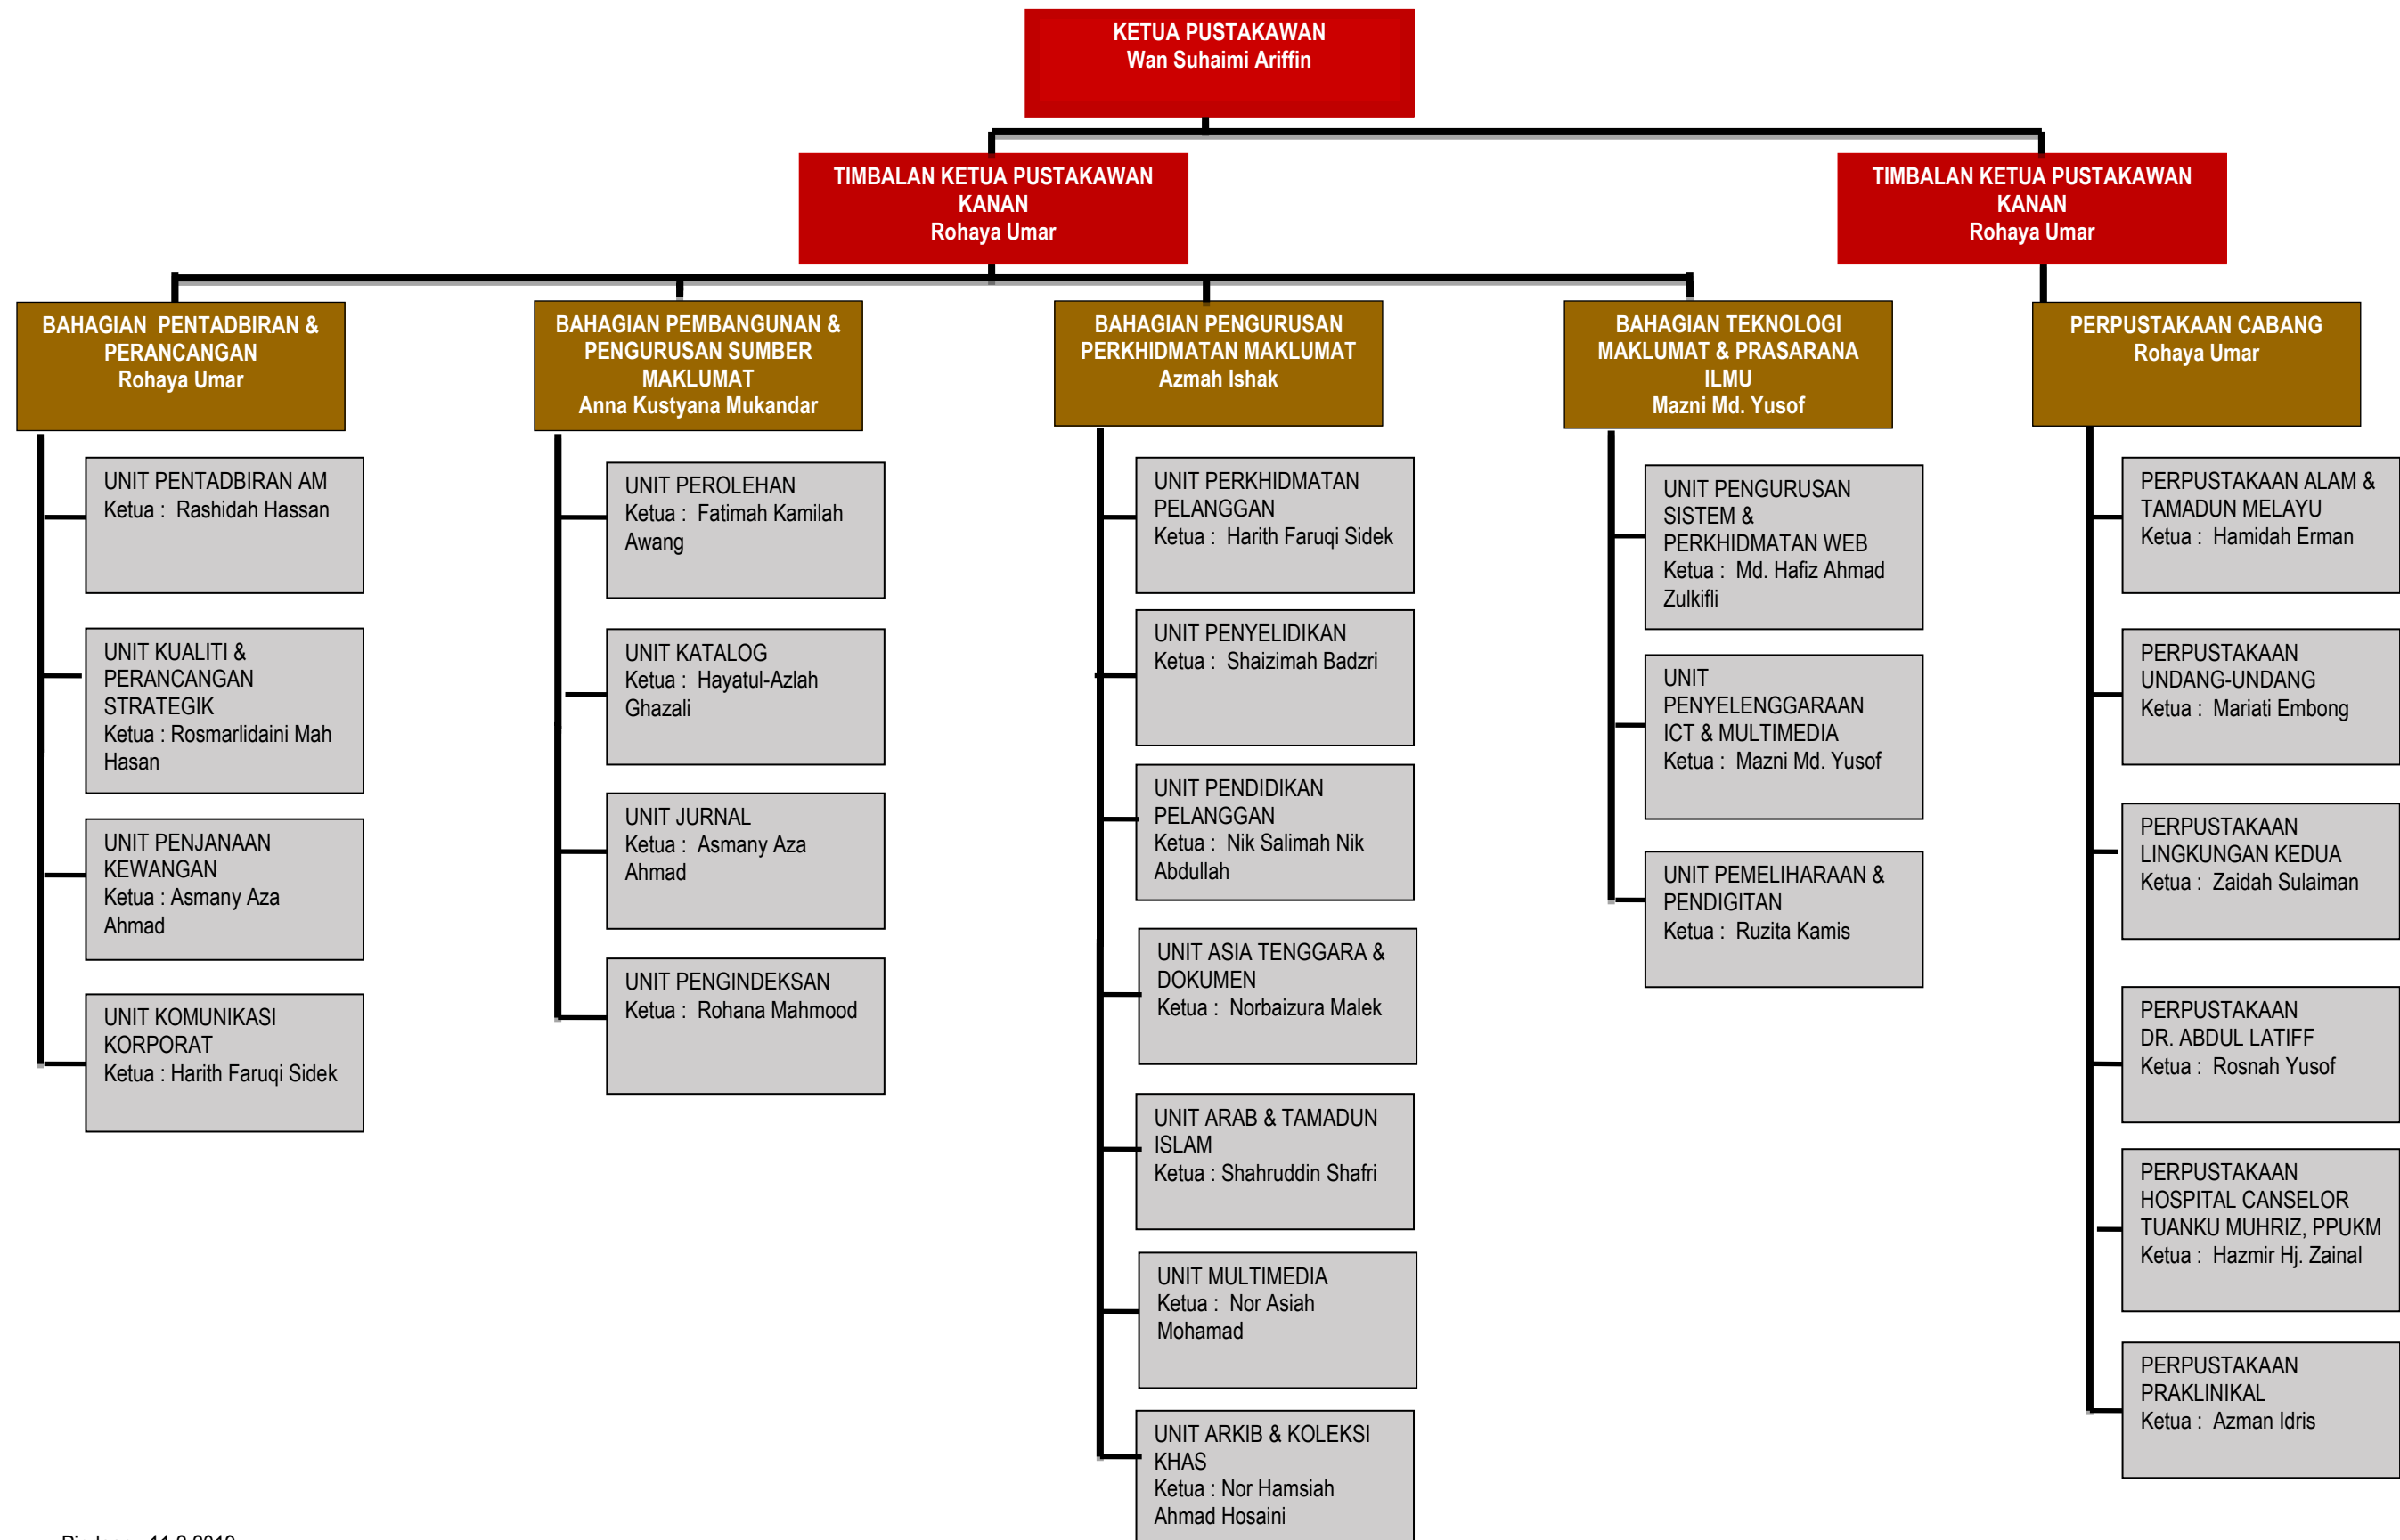 KETUA PUSTAKAWAN
Wan Suhaimi Ariffin
TIMBALAN KETUA PUSTAKAWAN
KANAN
Rohaya Umar
TIMBALAN KETUA PUSTAKAWAN
KANAN
Rohaya Umar
BAHAGIAN  PENTADBIRAN &
PERANCANGAN
Rohaya Umar
BAHAGIAN PEMBANGUNAN &
PENGURUSAN SUMBER
MAKLUMAT
Anna Kustyana Mukandar
BAHAGIAN PENGURUSAN
PERKHIDMATAN MAKLUMAT
Azmah Ishak
BAHAGIAN TEKNOLOGI
MAKLUMAT & PRASARANA
ILMU
Mazni Md. Yusof
PERPUSTAKAAN CABANG
Rohaya Umar
UNIT PENTADBIRAN AM
Ketua :  Rashidah Hassan
UNIT KUALITI &
PERANCANGAN
STRATEGIK
Ketua : Rosmarlidaini Mah
Hasan
UNIT PENJANAAN
KEWANGAN
Ketua : Asmany Aza
Ahmad
UNIT KOMUNIKASI
KORPORAT
Ketua : Harith Faruqi Sidek
UNIT PEROLEHAN
Ketua :  Fatimah Kamilah
Awang
UNIT KATALOG
Ketua :  Hayatul-Azlah
Ghazali
UNIT JURNAL
Ketua :  Asmany Aza
Ahmad
UNIT PENGINDEKSAN
Ketua :  Rohana Mahmood
UNIT PERKHIDMATAN
PELANGGAN
Ketua :  Harith Faruqi Sidek
UNIT PENYELIDIKAN
Ketua :  Shaizimah Badzri
UNIT PENDIDIKAN
PELANGGAN
Ketua :  Nik Salimah Nik
Abdullah
UNIT ASIA TENGGARA &
DOKUMEN
Ketua :  Norbaizura Malek
UNIT ARAB & TAMADUN
ISLAM
Ketua : Shahruddin Shafri
UNIT MULTIMEDIA
Ketua :  Nor Asiah
Mohamad
UNIT ARKIB & KOLEKSI
KHAS
Ketua : Nor Hamsiah
Ahmad Hosaini
UNIT PENGURUSAN
SISTEM &
PERKHIDMATAN WEB
Ketua :  Md. Hafiz Ahmad
Zulkifli
UNIT
PENYELENGGARAAN
ICT & MULTIMEDIA
Ketua :  Mazni Md. Yusof
UNIT PEMELIHARAAN &
PENDIGITAN
Ketua :  Ruzita Kamis
PERPUSTAKAAN ALAM &
TAMADUN MELAYU
Ketua :  Hamidah Erman
PERPUSTAKAAN
UNDANG-UNDANG
Ketua :  Mariati Embong
PERPUSTAKAAN
LINGKUNGAN KEDUA
Ketua :  Zaidah Sulaiman
PERPUSTAKAAN
DR. ABDUL LATIFF
Ketua :  Rosnah Yusof
PERPUSTAKAAN
HOSPITAL CANSELOR
TUANKU MUHRIZ, PPUKM
Ketua :  Hazmir Hj. Zainal
PERPUSTAKAAN
PRAKLINIKAL
Ketua :  Azman Idris